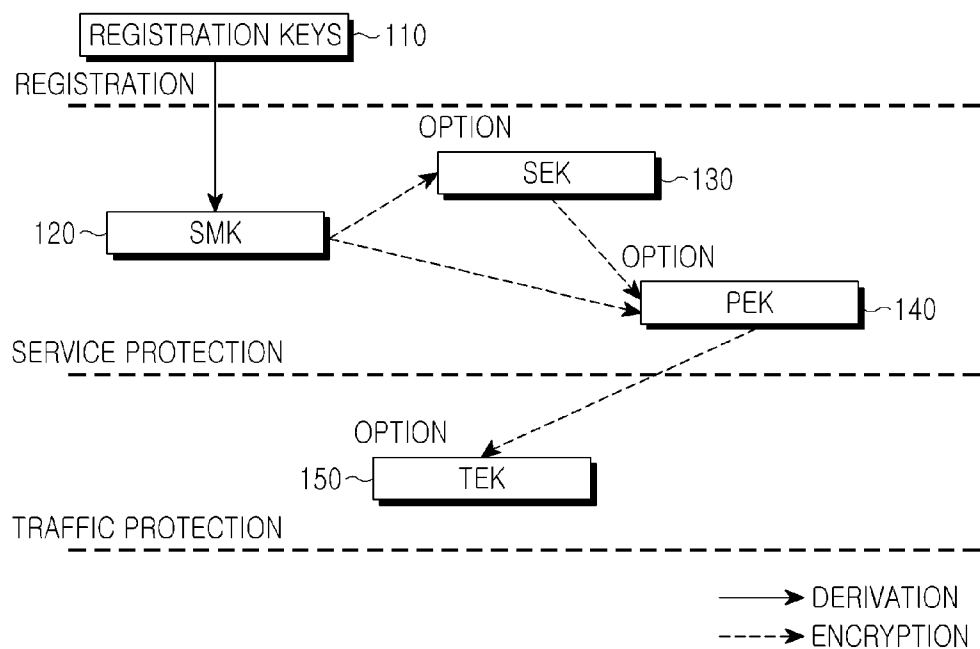 REGISTRATION KEYS 110
REGISTRATION
OPTION
SEK 130
120 SMK
OPTION
PEK 140
SERVICE PROTECTION
OPTION
150 TEK
TRAFFIC PROTECTION
DERIVATION
ENCRYPTION